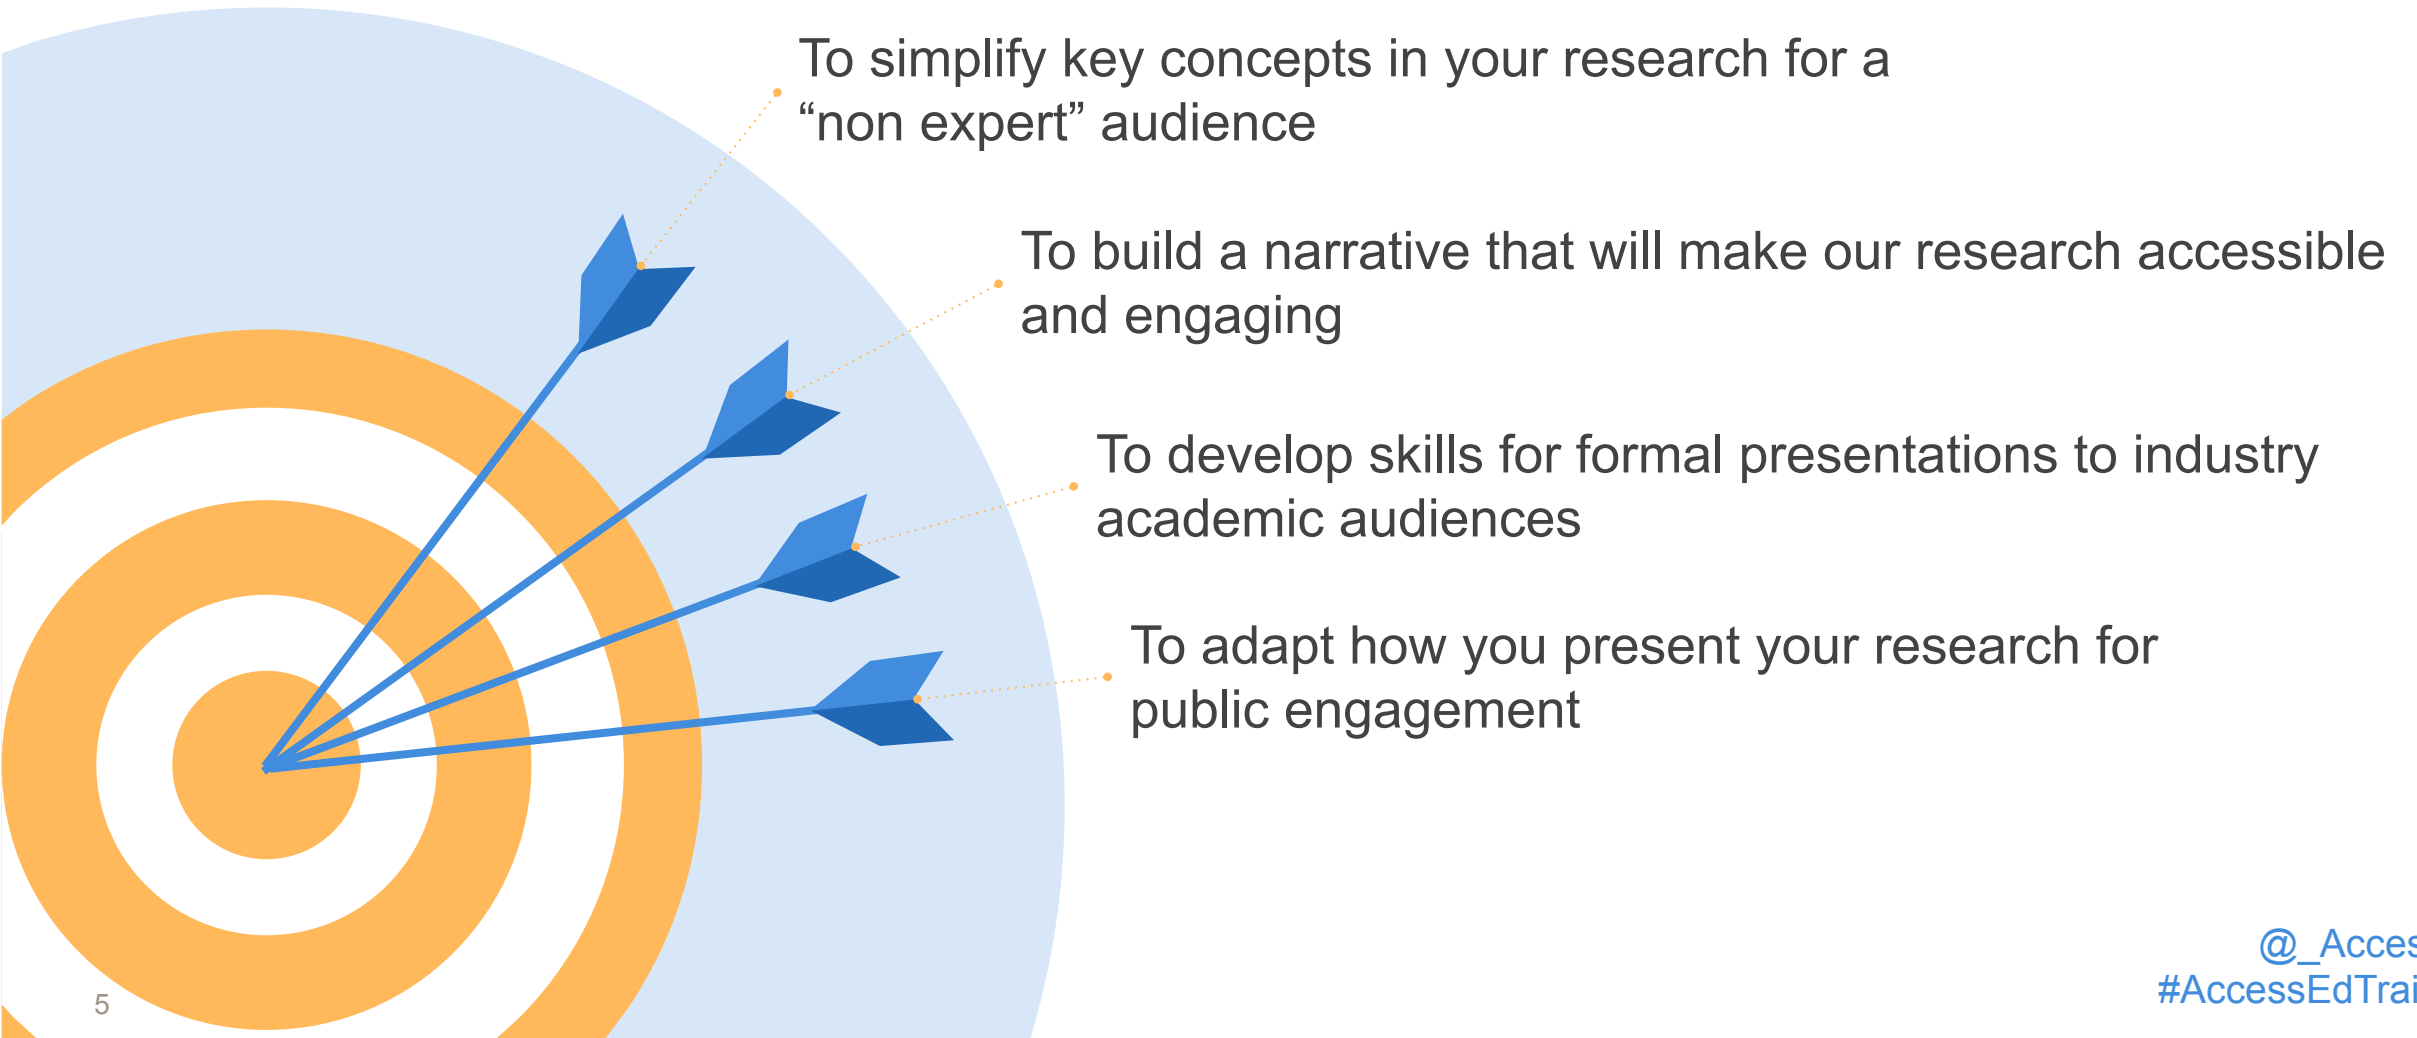 To simplify key concepts in your research for a
“non expert” audience
To build a narrative that will make our research accessible
and engaging
To develop skills for formal presentations to industry
academic audiences
To adapt how you present your research for
public engagement
@_Acces
#AccessEdTrai
5